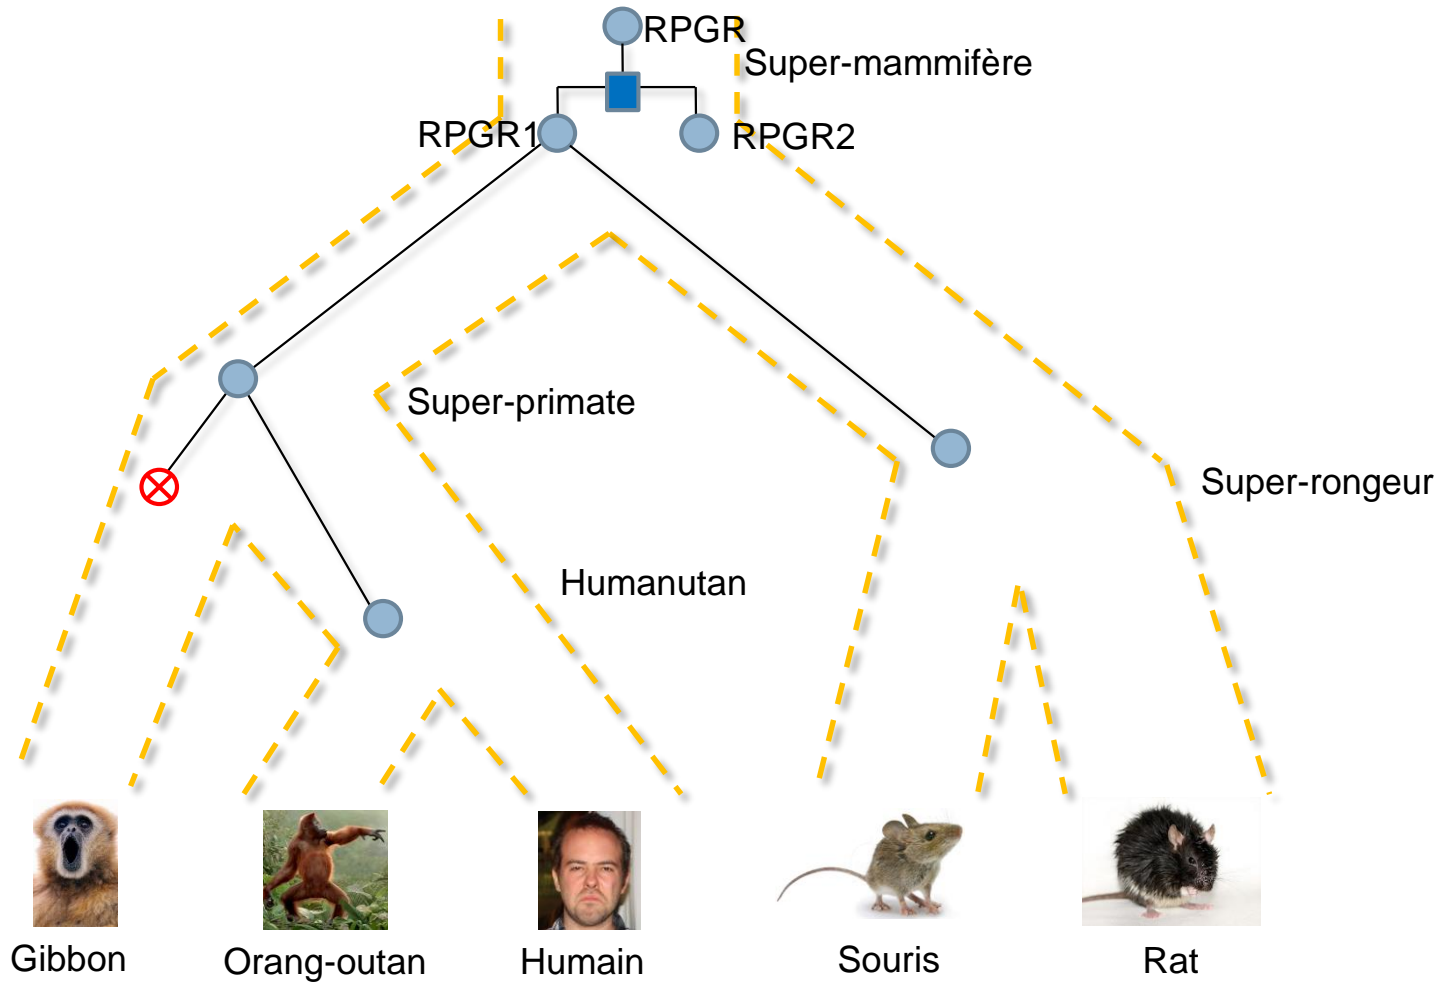 RPGR
Super-mammifère
RPGR1
RPGR2
Super-primate
Super-rongeur
Humanutan
Gibbon
Orang-outan
Humain
Souris
Rat